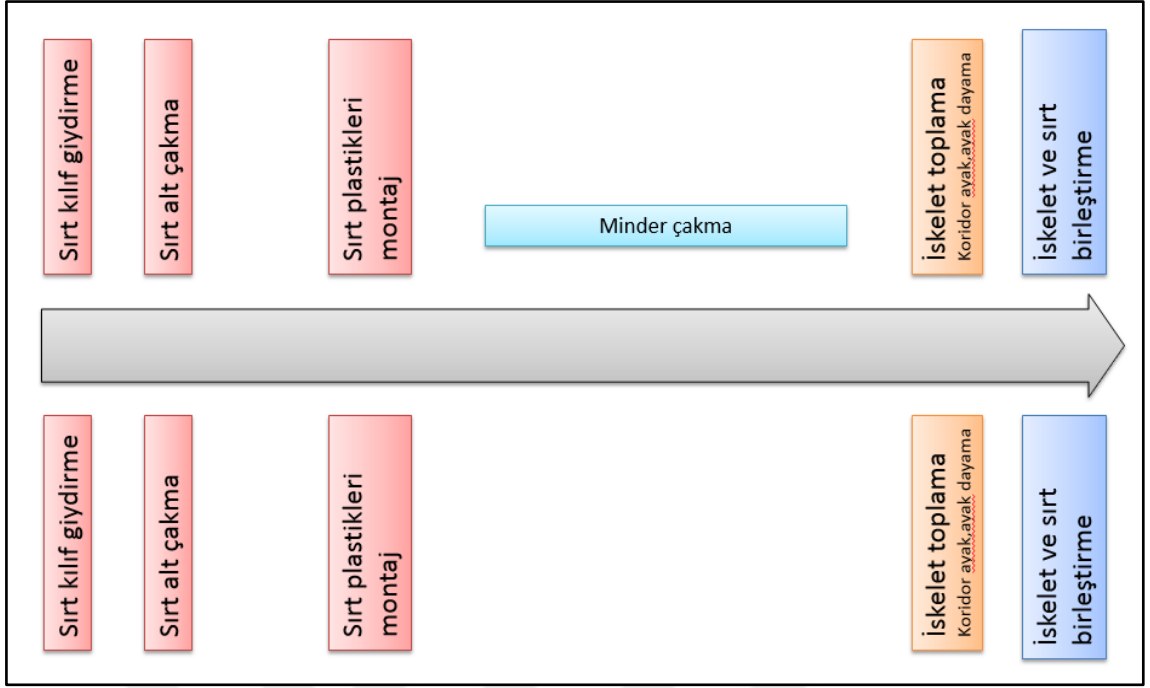 Sırt kılıf giydirme
Sırt alt çakma
Sırt plastikleri
montaj
Minder çakma
İskelet toplama
Koridor ayak,ayak dayama
İskelet ve sırt
birleştirme
Sırt kılıf giydirme
Sırt alt çakma
Sırt plastikleri
montaj
İskelet toplama
Koridor ayak,ayak dayama
İskelet ve sırt
birleştirme